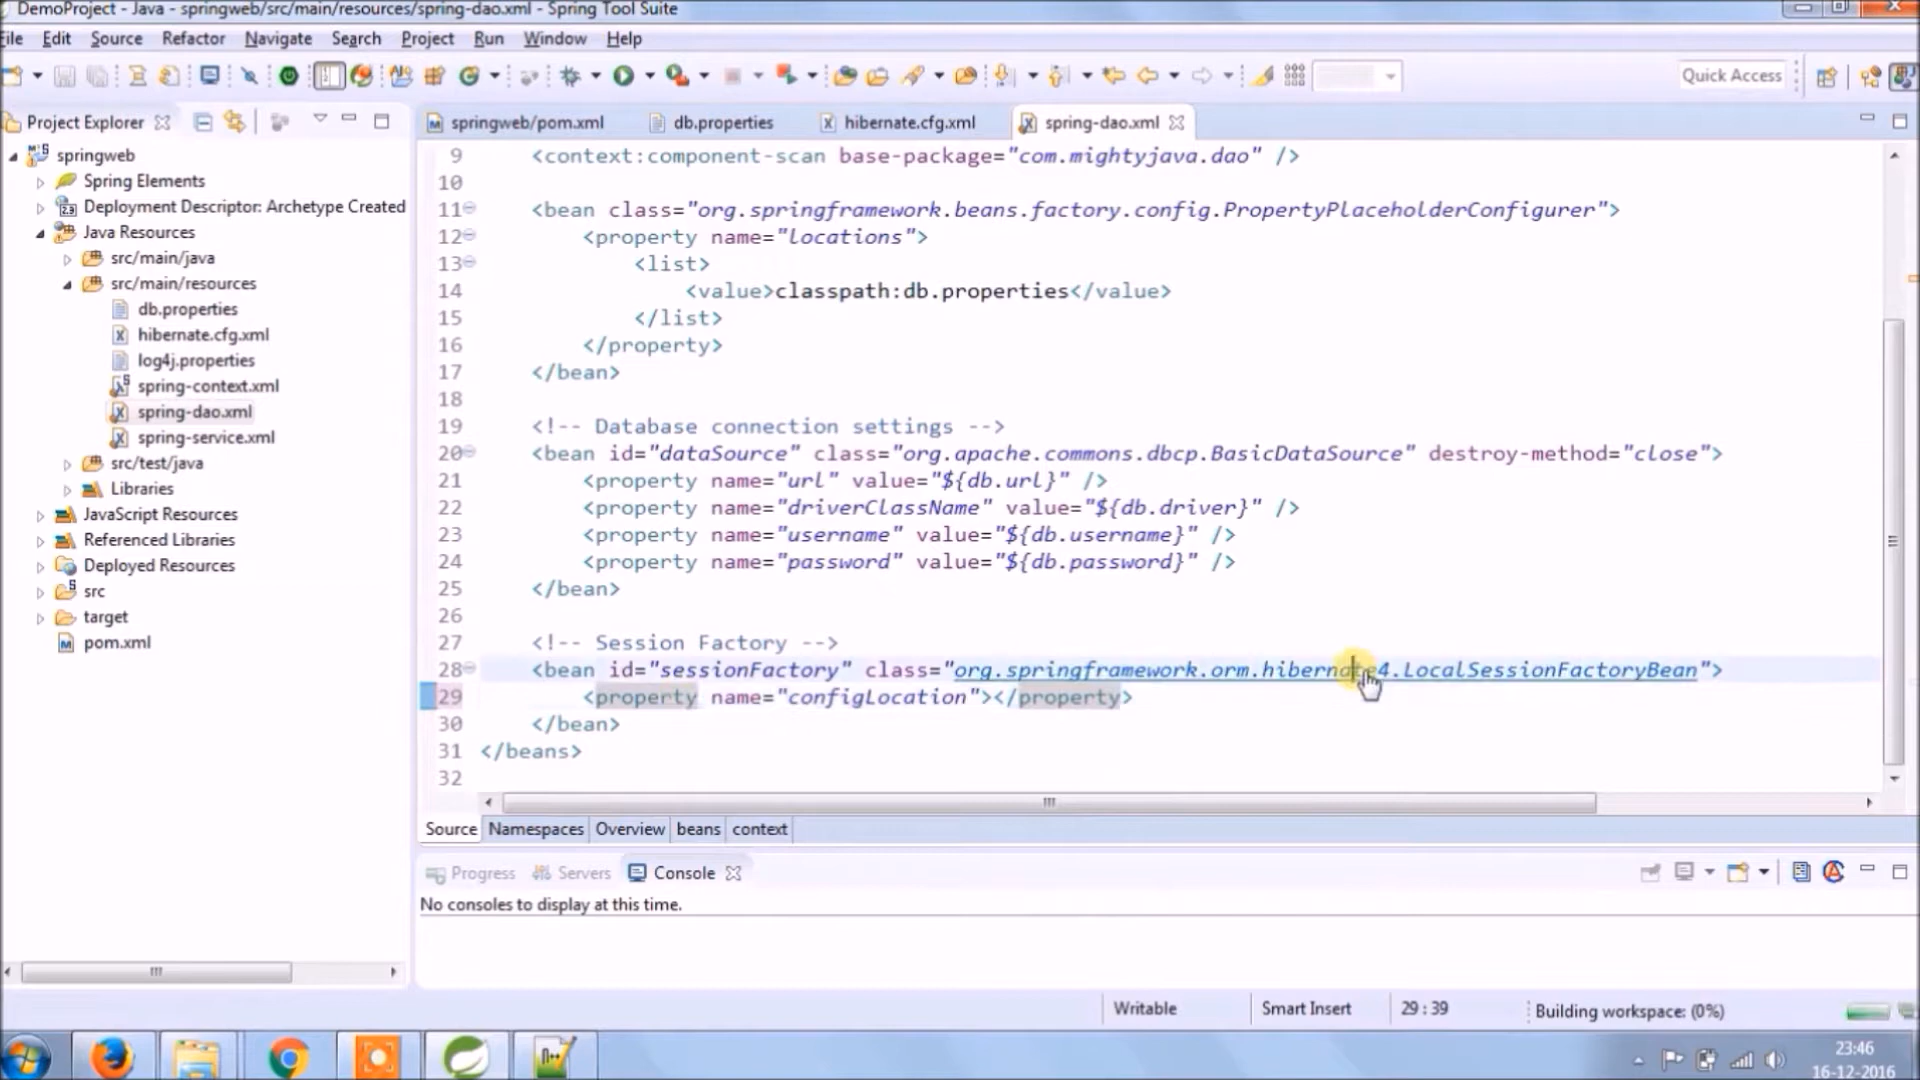 DemoProject - Java - springweb/src/main/resources/spring-dao.xml - Spring Tool Suite
File Edit Source Refactor Navigate Search Project Run Window Help
Quick Access
Project Explorer
springweb/pom.xml db.properties hibernate.cfg.xml spring-dao.xml
springweb
Spring Elements
Deployment Descriptor: Archetype Created
Java Resources
src/main/java
src/main/resources
db.properties
hibernate.cfg.xml
log4j.properties
spring-context.xml
spring-dao.xml
spring-service.xml
src/test/java
Libraries
JavaScript Resources
Referenced Libraries
Deployed Resources
src
target
pom.xml
9 <context:component-scan base-package="com.mightyjava.dao" />
10
11 <bean class="org.springframework.beans.factory.config.PropertyPlaceholderConfigurer">
12 <property name="locations">
13 <list>
14 <value>classpath:db.properties</value>
15 </list>
16 </property>
17 </bean>
18
19 <!-- Database connection settings -->
20 <bean id="dataSource" class="org.apache.commons.dbcp.BasicDataSource" destroy-method="close">
21 <property name="url" value="${db.url}" />
22 <property name="driverClassName" value="${db.driver}" />
23 <property name="username" value="${db.username}" />
24 <property name="password" value="${db.password}" />
25 </bean>
26
27 <!-- Session Factory -->
28 <bean id="sessionFactory" class="org.springframework.orm.hibernate4.LocalSessionFactoryBean">
29 <property name="configLocation"></property>
30 </bean>
31 </beans>
32
Source Namespaces Overview beans context
Progress Servers Console
No consoles to display at this time.
Writable Smart Insert 29 : 39 Building workspace: (0%)
23:46
16-12-2016